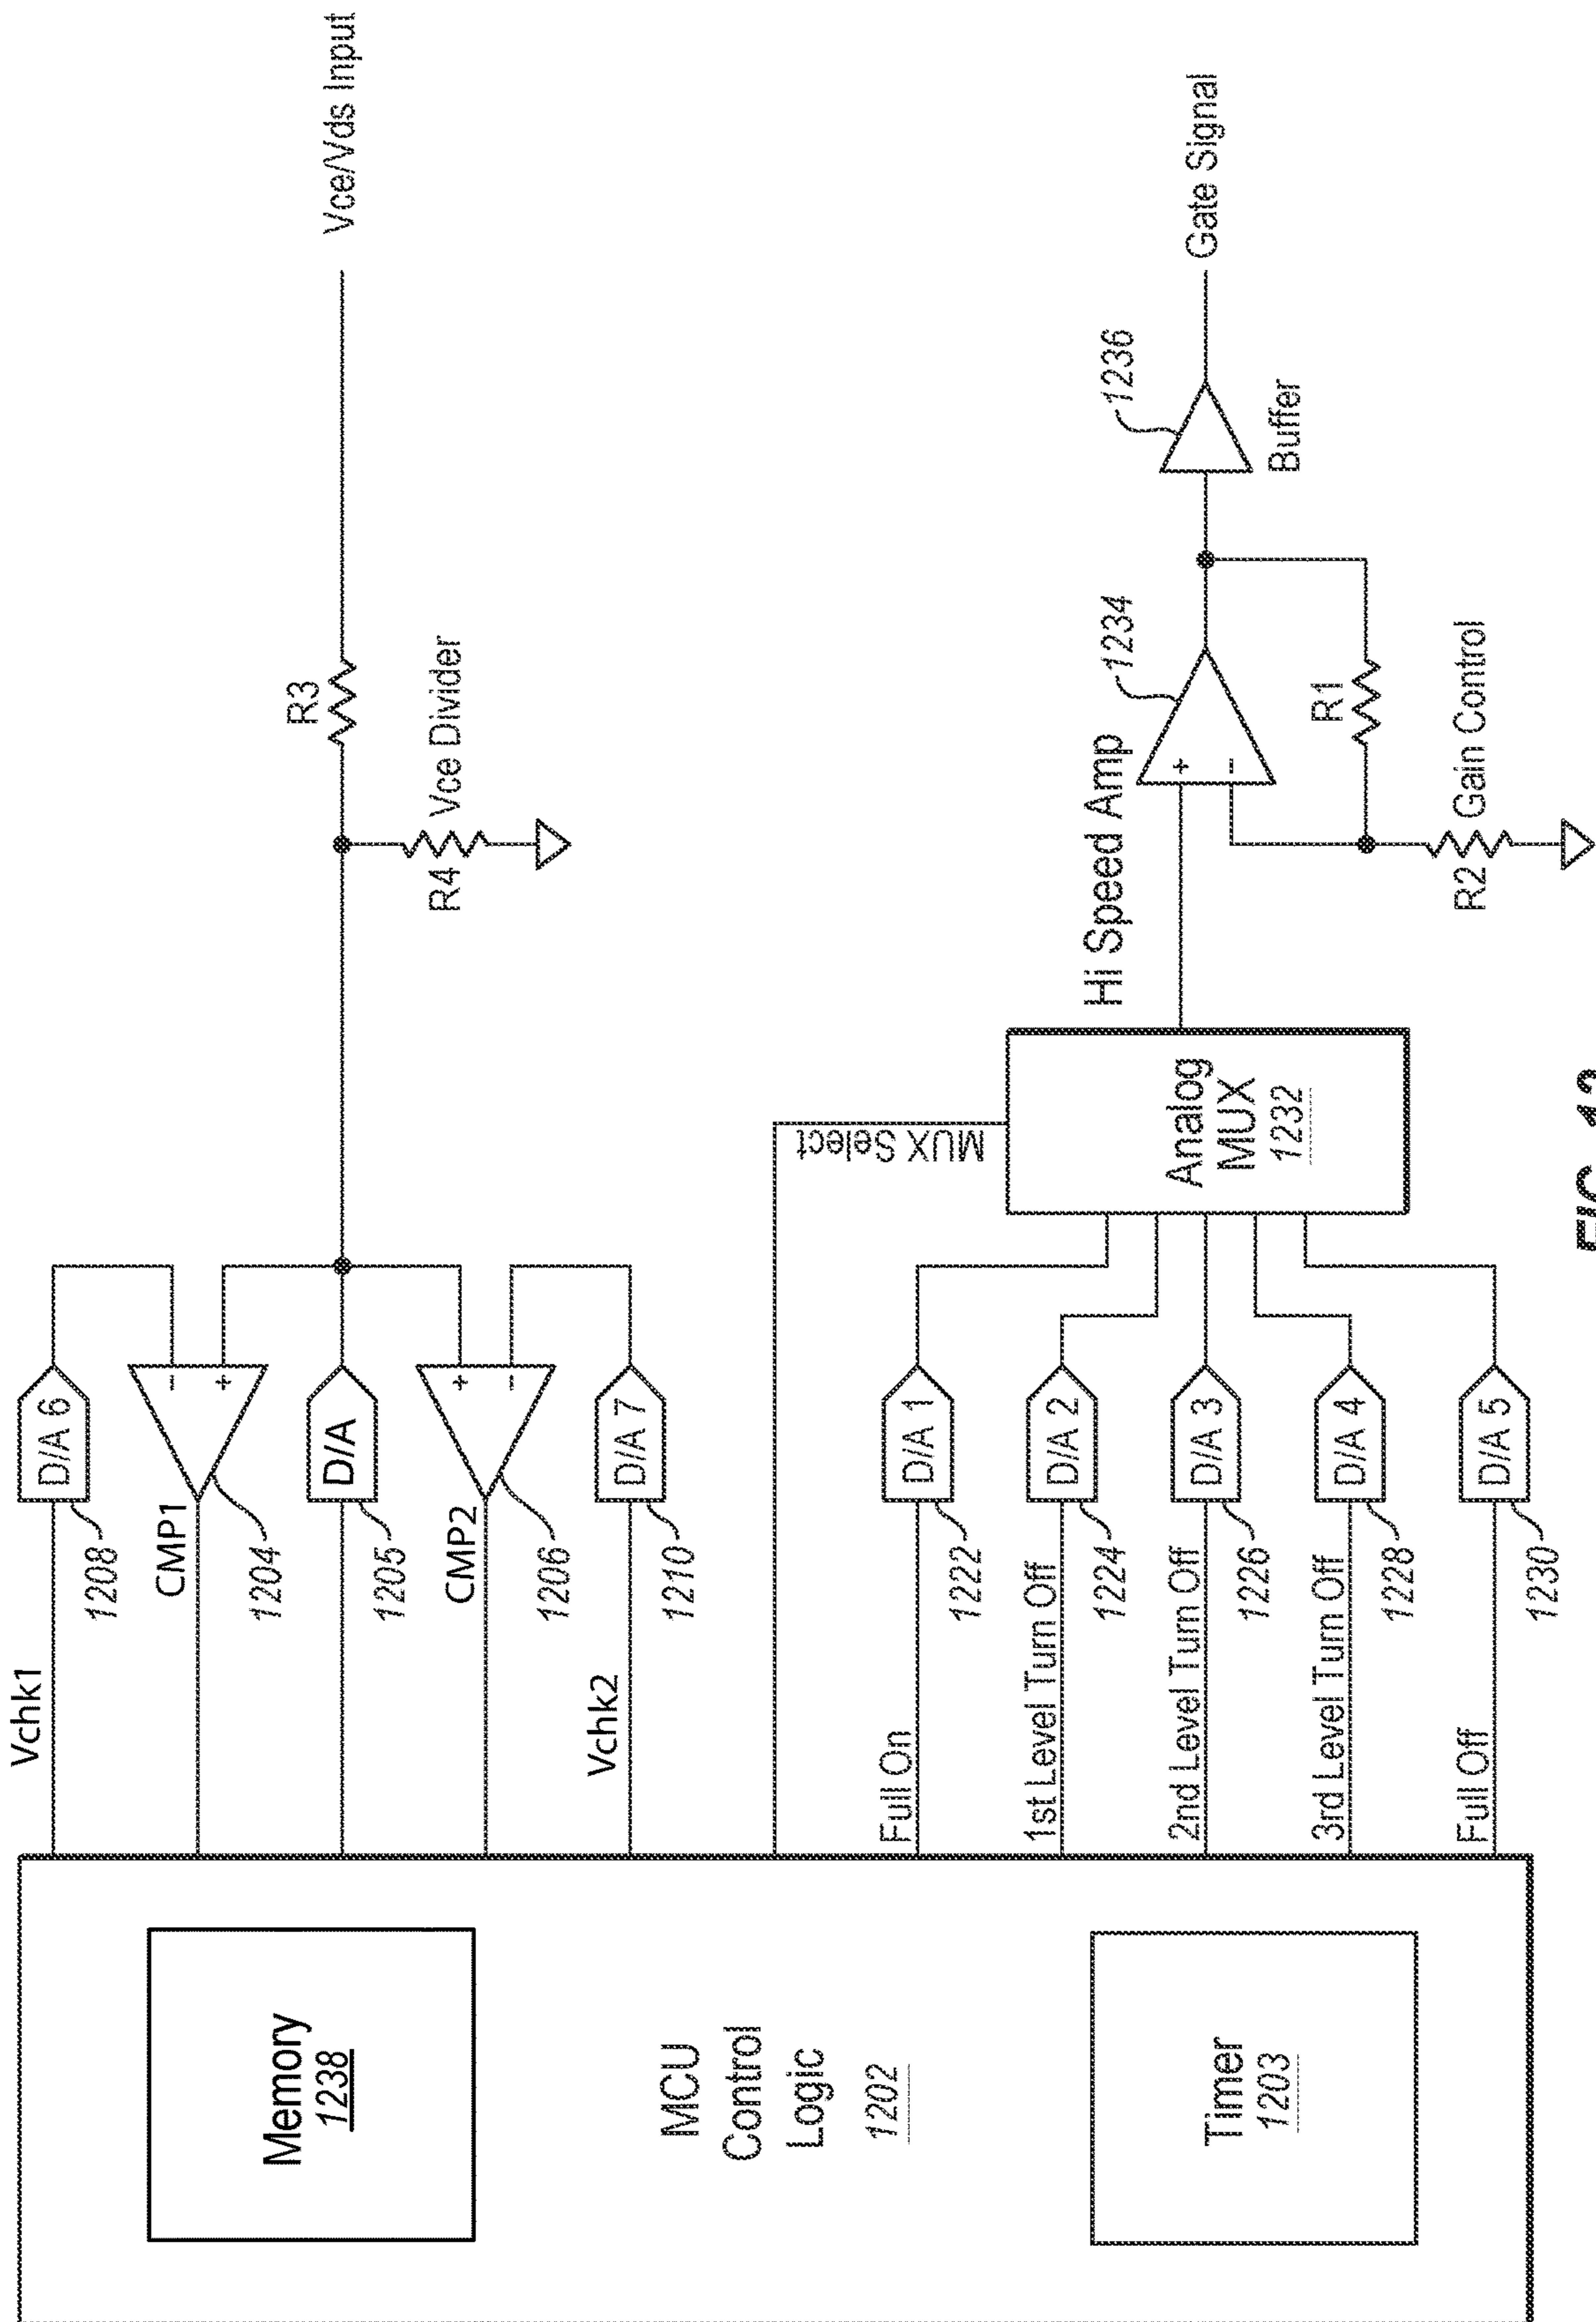 Memory
1238
MCU
Control
Logic
1202
Timer
1203
Vchk1
D/A 6
1208
CMP1
-
+
1204
D/A
1205
CMP2
+
-
1206
Vchk2
D/A 7
1210
R3
R4
Vce Divider
Vce/Vds Input
MUX Select
Full On
D/A 1
1222
1st Level Turn Off
D/A 2
1224
2nd Level Turn Off
D/A 3
1226
3rd Level Turn Off
D/A 4
1228
Full Off
D/A 5
1230
Analog
MUX
1232
Hi Speed Amp
+
-
1234
R1
R2
Gain Control
1236
Buffer
Gate Signal
FIG. 12